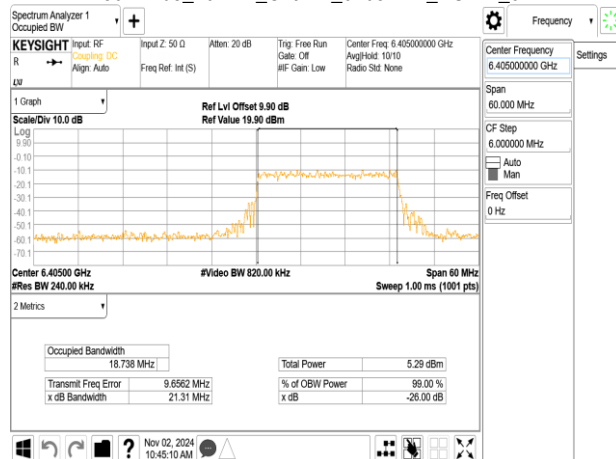 Spectrum Analyzer 1
Occupied BW
Frequency
KEYSIGHT
Input: RF
Coupling: DC
Align: Auto
Input Z: 50 Ω
Freq Ref: Int (S)
Atten: 20 dB
Trig: Free Run
Gate: Off
#IF Gain: Low
Center Freq: 6.405000000 GHz
Avg|Hold: 10/10
Radio Std: None
R
LXI
Center Frequency
6.405000000 GHz
Settings
Span
60.000 MHz
CF Step
6.000000 MHz
Auto
Man
Freq Offset
0 Hz
1 Graph
Scale/Div 10.0 dB
Ref Lvl Offset 9.90 dB
Ref Value 19.90 dBm
Log
9.90
-0.10
-10.1
-20.1
-30.1
-40.1
-50.1
-60.1
-70.1
Center 6.40500 GHz
#Video BW 820.00 kHz
Span 60 MHz
#Res BW 240.00 kHz
Sweep 1.00 ms (1001 pts)
2 Metrics
Occupied Bandwidth
18.738 MHz
Total Power 5.29 dBm
Transmit Freq Error 9.6562 MHz
% of OBW Power 99.00 %
x dB Bandwidth 21.31 MHz
x dB -26.00 dB
?
Nov 02, 2024
10:45:10 AM